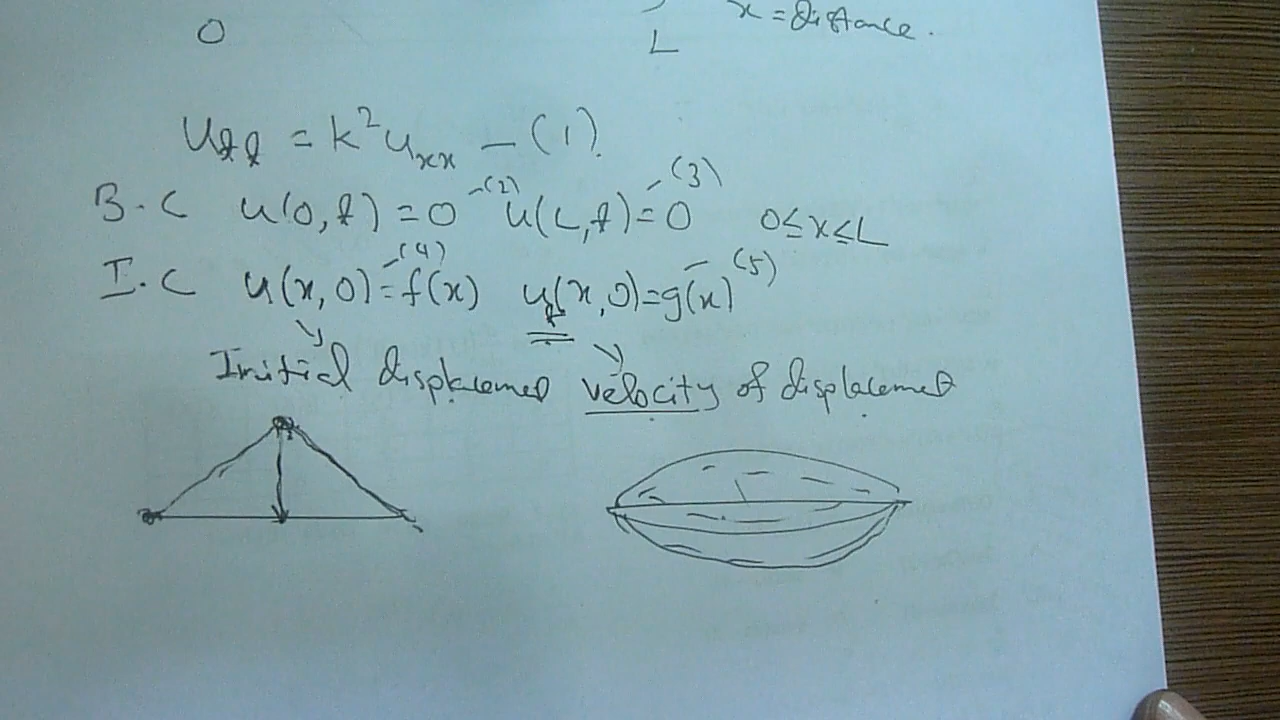 x = distance.
0 L
u_tt = k²u_xx — (1).
B.C u(0,t) = 0 —(2) u(L,t) = 0 —(3) 0≤x≤L
I.C u(x,0) = f(x) —(4) u_t(x,0) = g(x) —(5)
Initial displacemed velocity of displacement